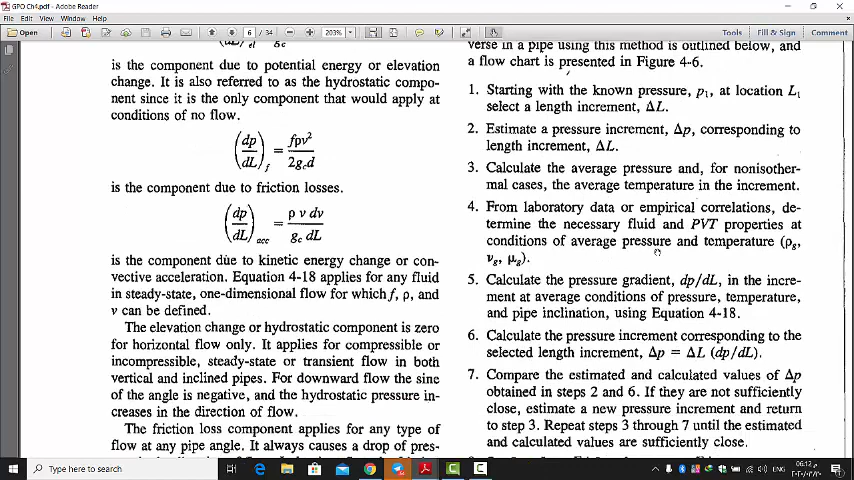 GPO Ch4.pdf - Adobe Reader
File Edit View Window Help
Open 6 / 34 203% Tools Fill & Sign Comment
is the component due to potential energy or elevation
change. It is also referred to as the hydrostatic compo-
nent since it is the only component that would apply at
conditions of no flow.
(dp/dL)f = fρv²/2gcd
is the component due to friction losses.
(dp/dL)acc = ρ v dv/gc dL
is the component due to kinetic energy change or con-
vective acceleration. Equation 4-18 applies for any fluid
in steady-state, one-dimensional flow for which f, ρ, and
v can be defined.
The elevation change or hydrostatic component is zero
for horizontal flow only. It applies for compressible or
incompressible, steady-state or transient flow in both
vertical and inclined pipes. For downward flow the sine
of the angle is negative, and the hydrostatic pressure in-
creases in the direction of flow.
The friction loss component applies for any type of
flow at any pipe angle. It always causes a drop of pres-
verse in a pipe using this method is outlined below, and
a flow chart is presented in Figure 4-6.
1. Starting with the known pressure, p1, at location L1
select a length increment, ΔL.
2. Estimate a pressure increment, Δp, corresponding to
length increment, ΔL.
3. Calculate the average pressure and, for nonisother-
mal cases, the average temperature in the increment.
4. From laboratory data or empirical correlations, de-
termine the necessary fluid and PVT properties at
conditions of average pressure and temperature (ρg,
νg, μg).
5. Calculate the pressure gradient, dp/dL, in the incre-
ment at average conditions of pressure, temperature,
and pipe inclination, using Equation 4-18.
6. Calculate the pressure increment corresponding to the
selected length increment, Δp = ΔL (dp/dL).
7. Compare the estimated and calculated values of Δp
obtained in steps 2 and 6. If they are not sufficiently
close, estimate a new pressure increment and return
to step 3. Repeat steps 3 through 7 until the estimated
and calculated values are sufficiently close.
Type here to search
ENG